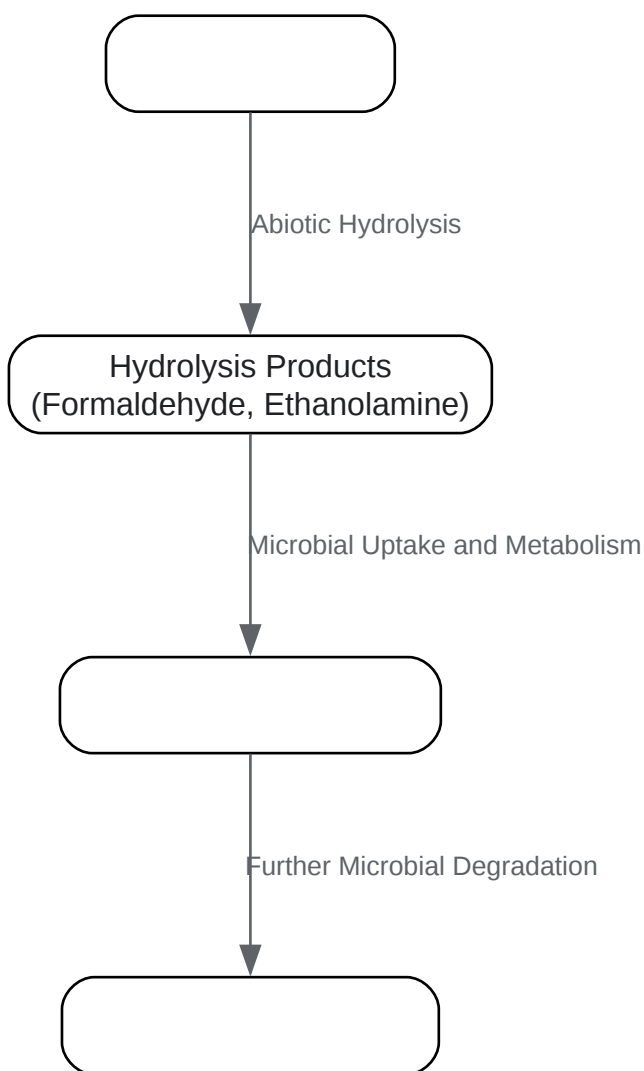 Abiotic Hydrolysis
Hydrolysis Products
(Formaldehyde, Ethanolamine)
Microbial Uptake and Metabolism
Further Microbial Degradation